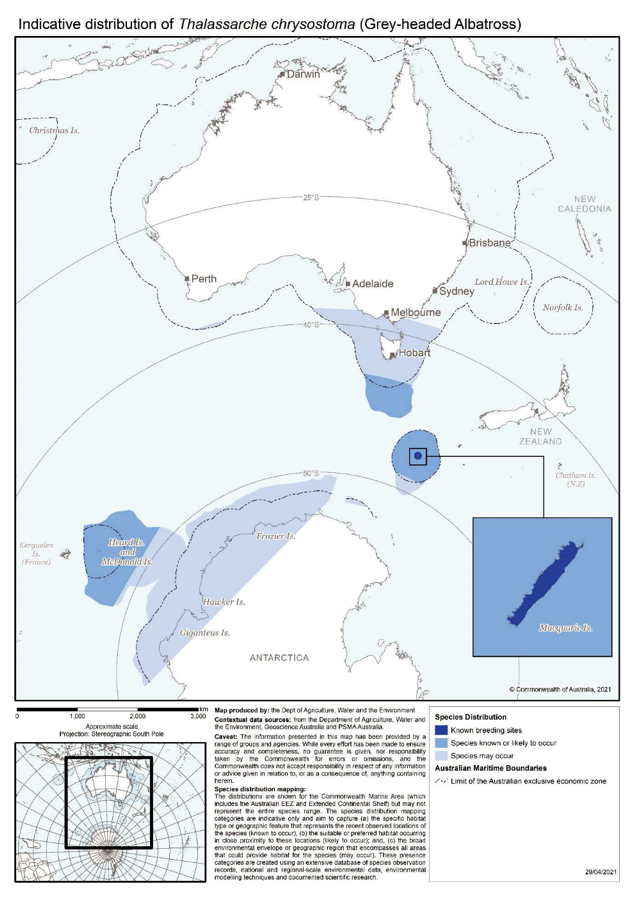 Indicative distribution of Thalassarche chrysostoma (Grey-headed Albatross)
Darwin
Christmas Is.
25°S
NEW
CALEDONIA
Brisbane
Perth
Adelaide
Lord Howe Is.
Sydney
Norfolk Is.
Melbourne
40°S
Hobart
NEW
ZEALAND
60°S
Chatham Is.
(N.Z)
Frazier Is.
Heard Is.
and
McDonald Is.
Kerguelen
Is.
(France)
Hawker Is.
Giganteus Is.
Macquarie Is.
ANTARCTICA
© Commonwealth of Australia, 2021
km
0 1,000 2,000 3,000
Approximate scale
Projection: Stereographic South Pole
Map produced by: the Dept of Agriculture, Water and the Environment
Contextual data sources: from the Department of Agriculture, Water and
the Environment, Geoscience Australia and PSMA Australia.
Caveat: The information presented in this map has been provided by a
range of groups and agencies. While every effort has been made to ensure
accuracy and completeness, no guarantee is given, nor responsibility
taken by the Commonwealth for errors or omissions, and the
Commonwealth does not accept responsibility in respect of any information
or advice given in relation to, or as a consequence of, anything containing
herein.
Species distribution mapping:
The distributions are shown for the Commonwealth Marine Area (which
includes the Australian EEZ and Extended Continental Shelf) but may not
represent the entire species range. The species distribution mapping
categories are indicative only and aim to capture (a) the specific habitat
type or geographic feature that represents the recent observed locations of
the species (known to occur), (b) the suitable or preferred habitat occurring
in close proximity to these locations (likely to occur); and, (c) the broad
environmental envelope or geographic region that encompasses all areas
that could provide habitat for the species (may occur). These presence
categories are created using an extensive database of species observation
records, national and regional-scale environmental data, environmental
modelling techniques and documented scientific research.
Species Distribution
Known breeding sites
Species known or likely to occur
Species may occur
Australian Maritime Boundaries
Limit of the Australian exclusive economic zone
29/04/2021